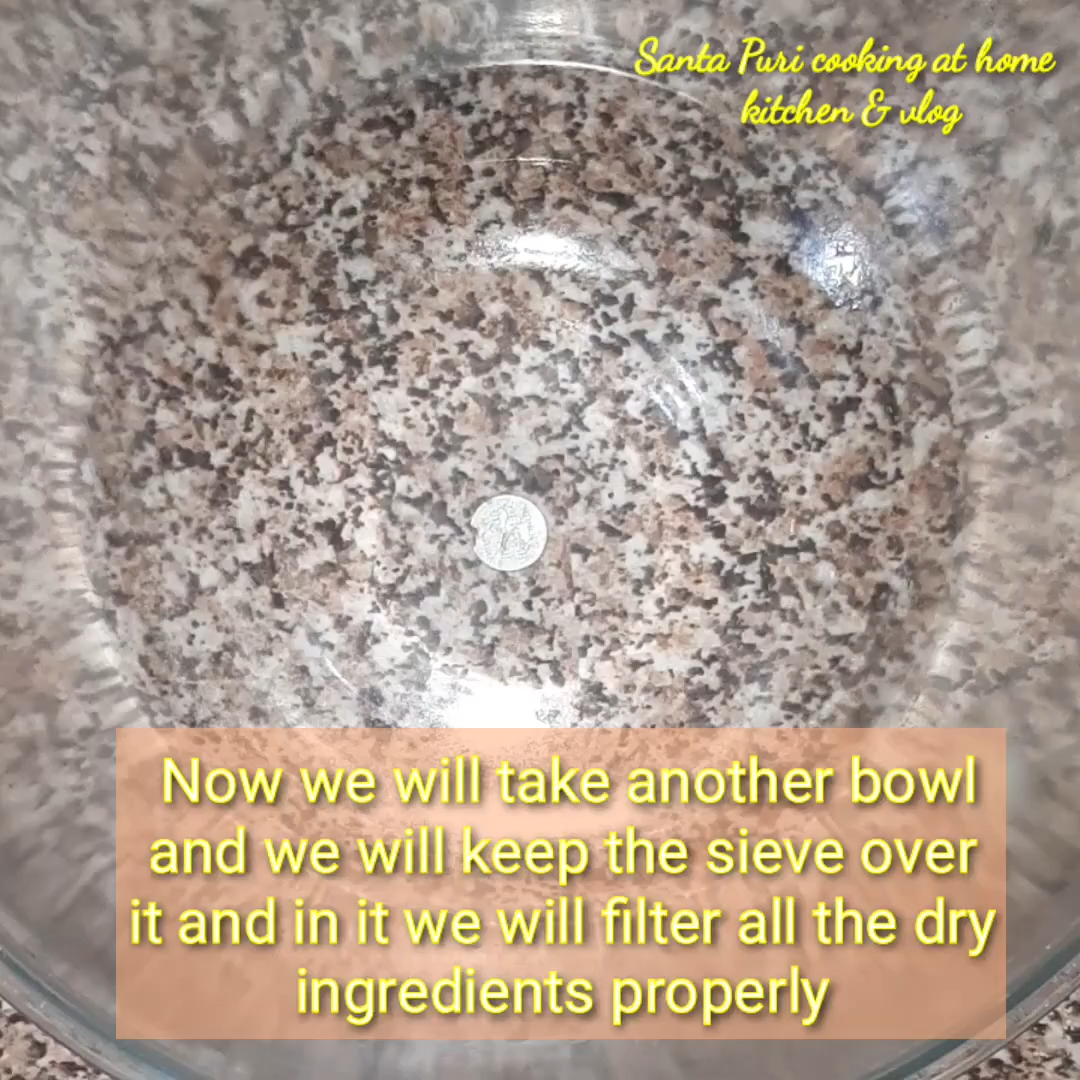 Santa Puri cooking at home
kitchen & vlog
Now we will take another bowl
and we will keep the sieve over
it and in it we will filter all the dry
ingredients properly